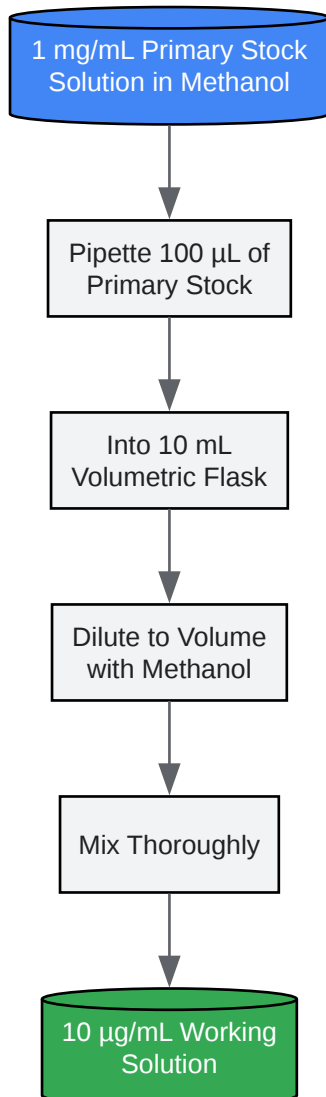 1 mg/mL Primary Stock
Solution in Methanol
Pipette 100 µL of
Primary Stock
Into 10 mL
Volumetric Flask
Dilute to Volume
with Methanol
Mix Thoroughly
10 µg/mL Working
Solution